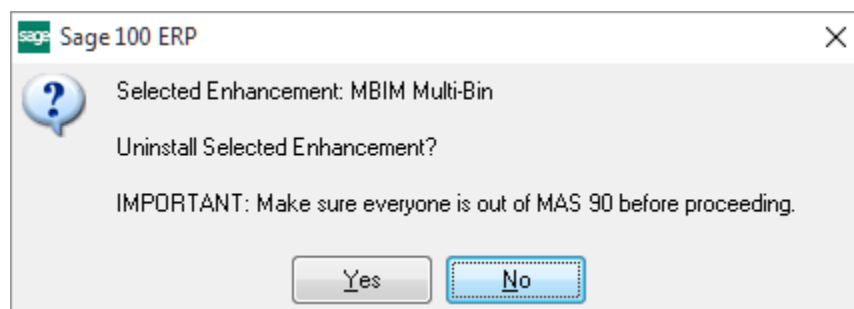 sage Sage 100 ERP
Selected Enhancement: MBIM Multi-Bin
Uninstall Selected Enhancement?
IMPORTANT: Make sure everyone is out of MAS 90 before proceeding.
Yes No